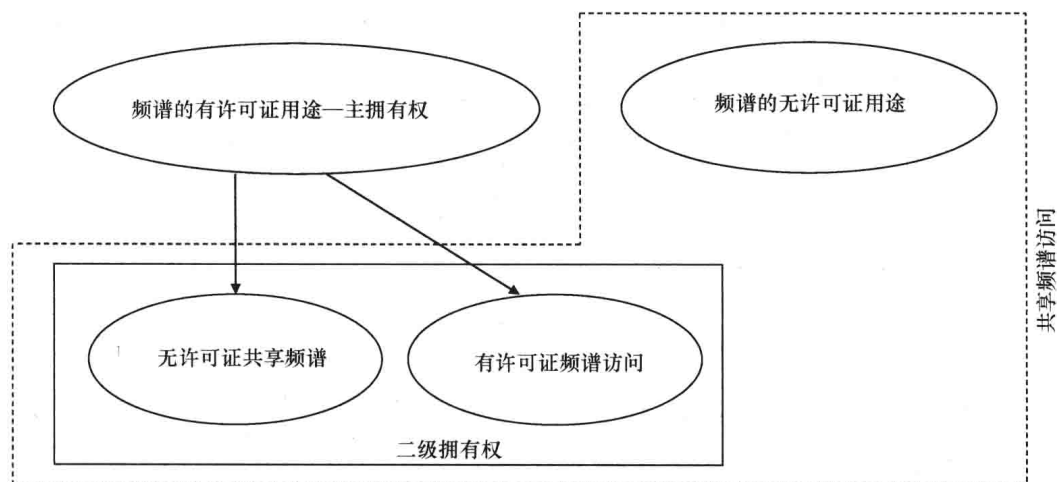 频谱的有许可证用途—主拥有权
频谱的无许可证用途
共享频谱访问
无许可证共享频谱
有许可证频谱访问
二级拥有权